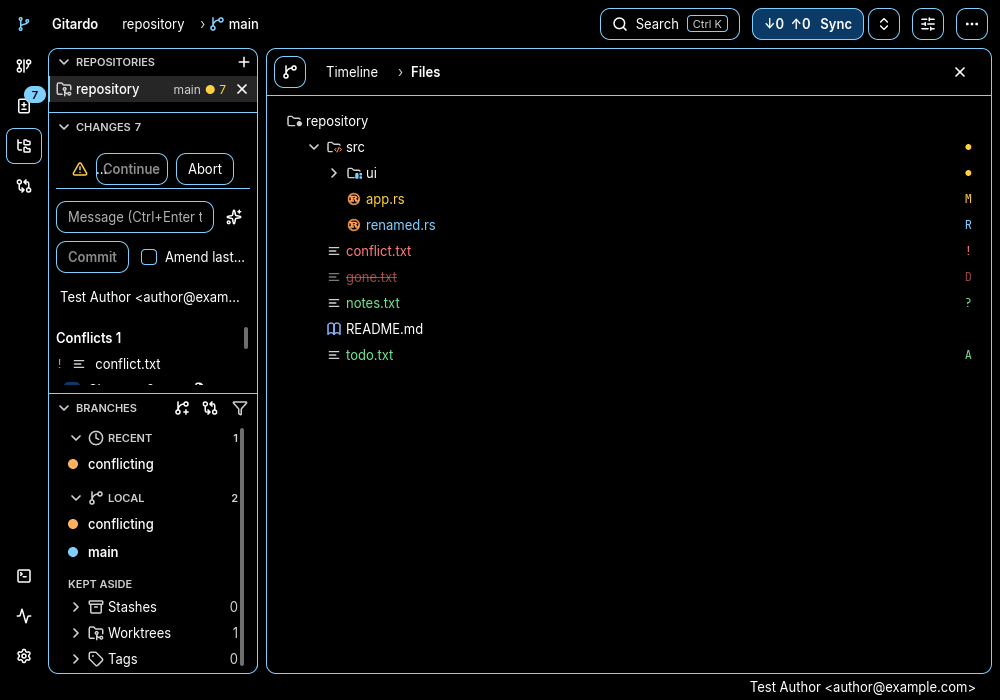 Gitardo repository › main Search Ctrl K ↓0 ↑0 Sync
REPOSITORIES
repository main 7
7
CHANGES 7
...Continue Abort
Message (Ctrl+Enter t
Commit Amend last...
Test Author <author@exam...
Conflicts 1
! conflict.txt
BRANCHES
RECENT 1
conflicting
LOCAL 2
conflicting
main
KEPT ASIDE
Stashes 0
Worktrees 1
Tags 0
Timeline › Files
repository
src
ui
app.rs M
renamed.rs R
conflict.txt !
gone.txt D
notes.txt ?
README.md
todo.txt A
Test Author <author@example.com>